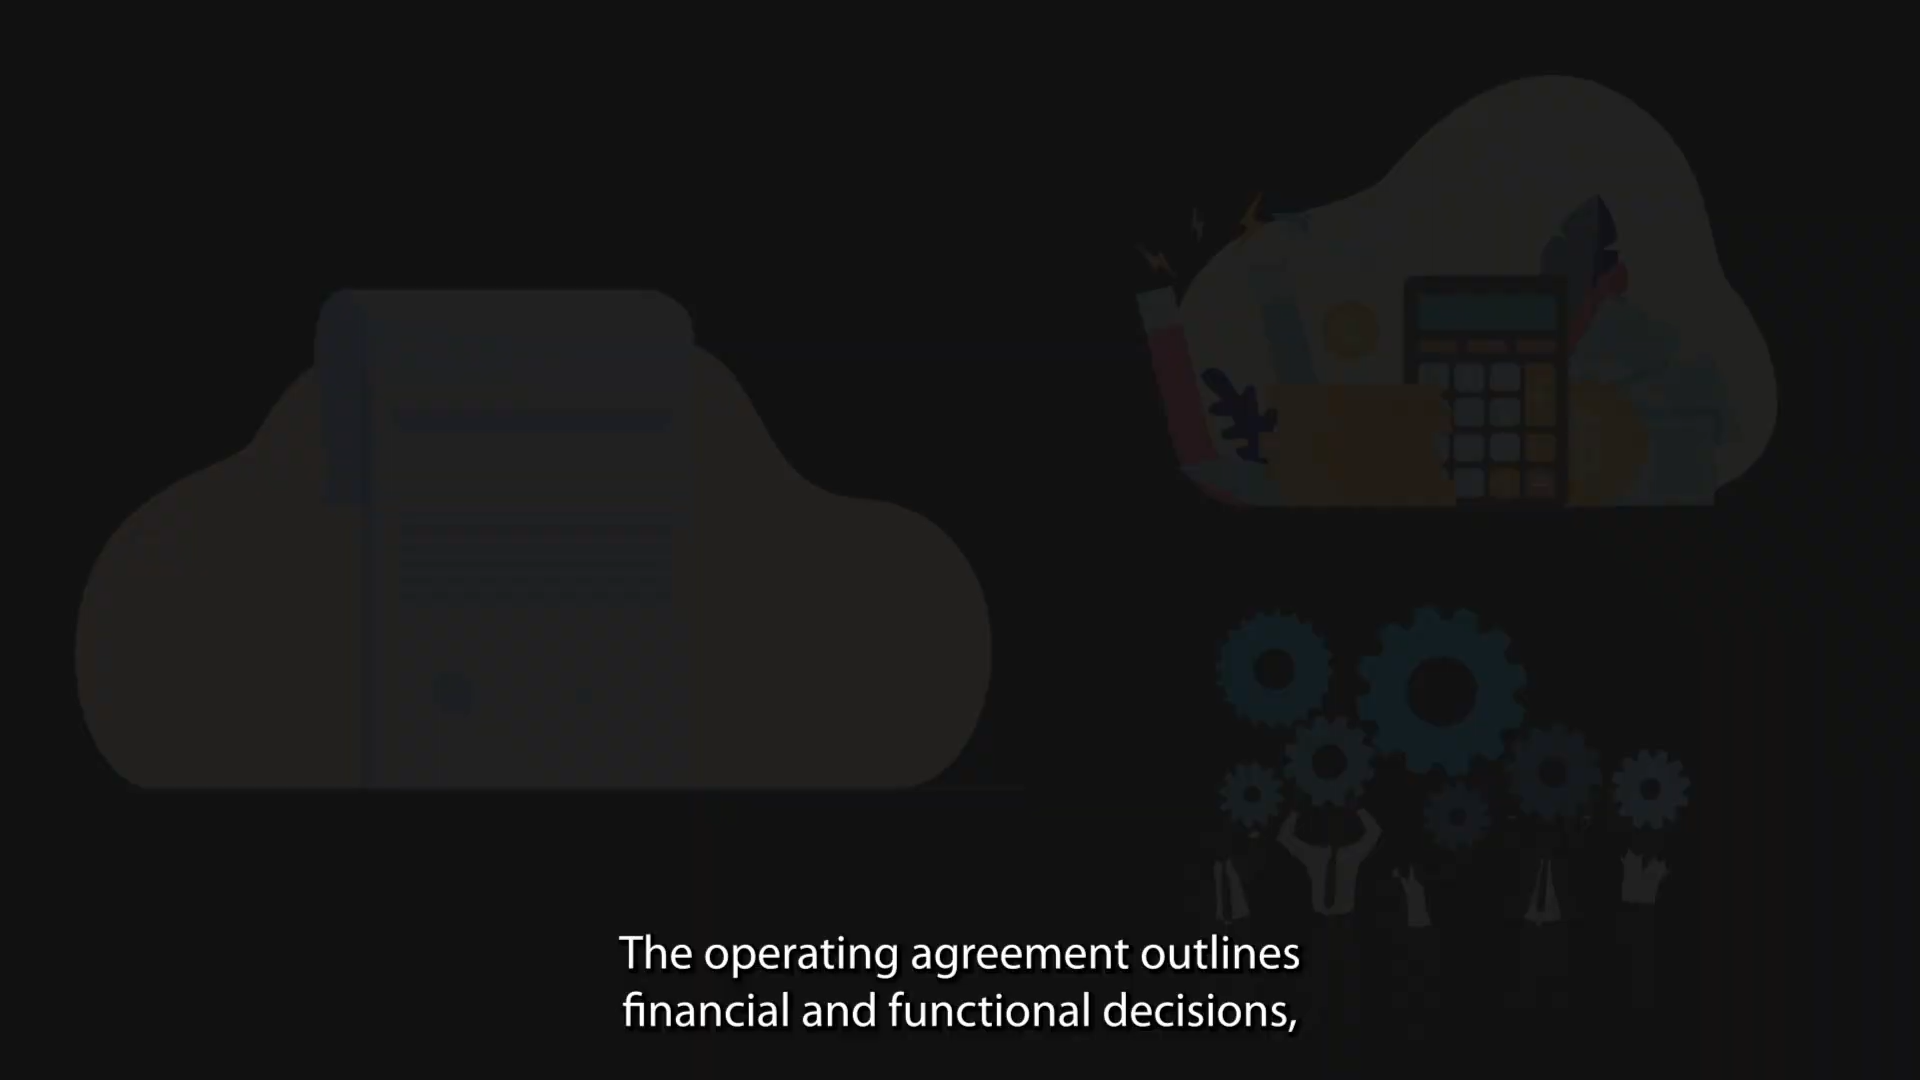 The operating agreement outlines
financial and functional decisions,